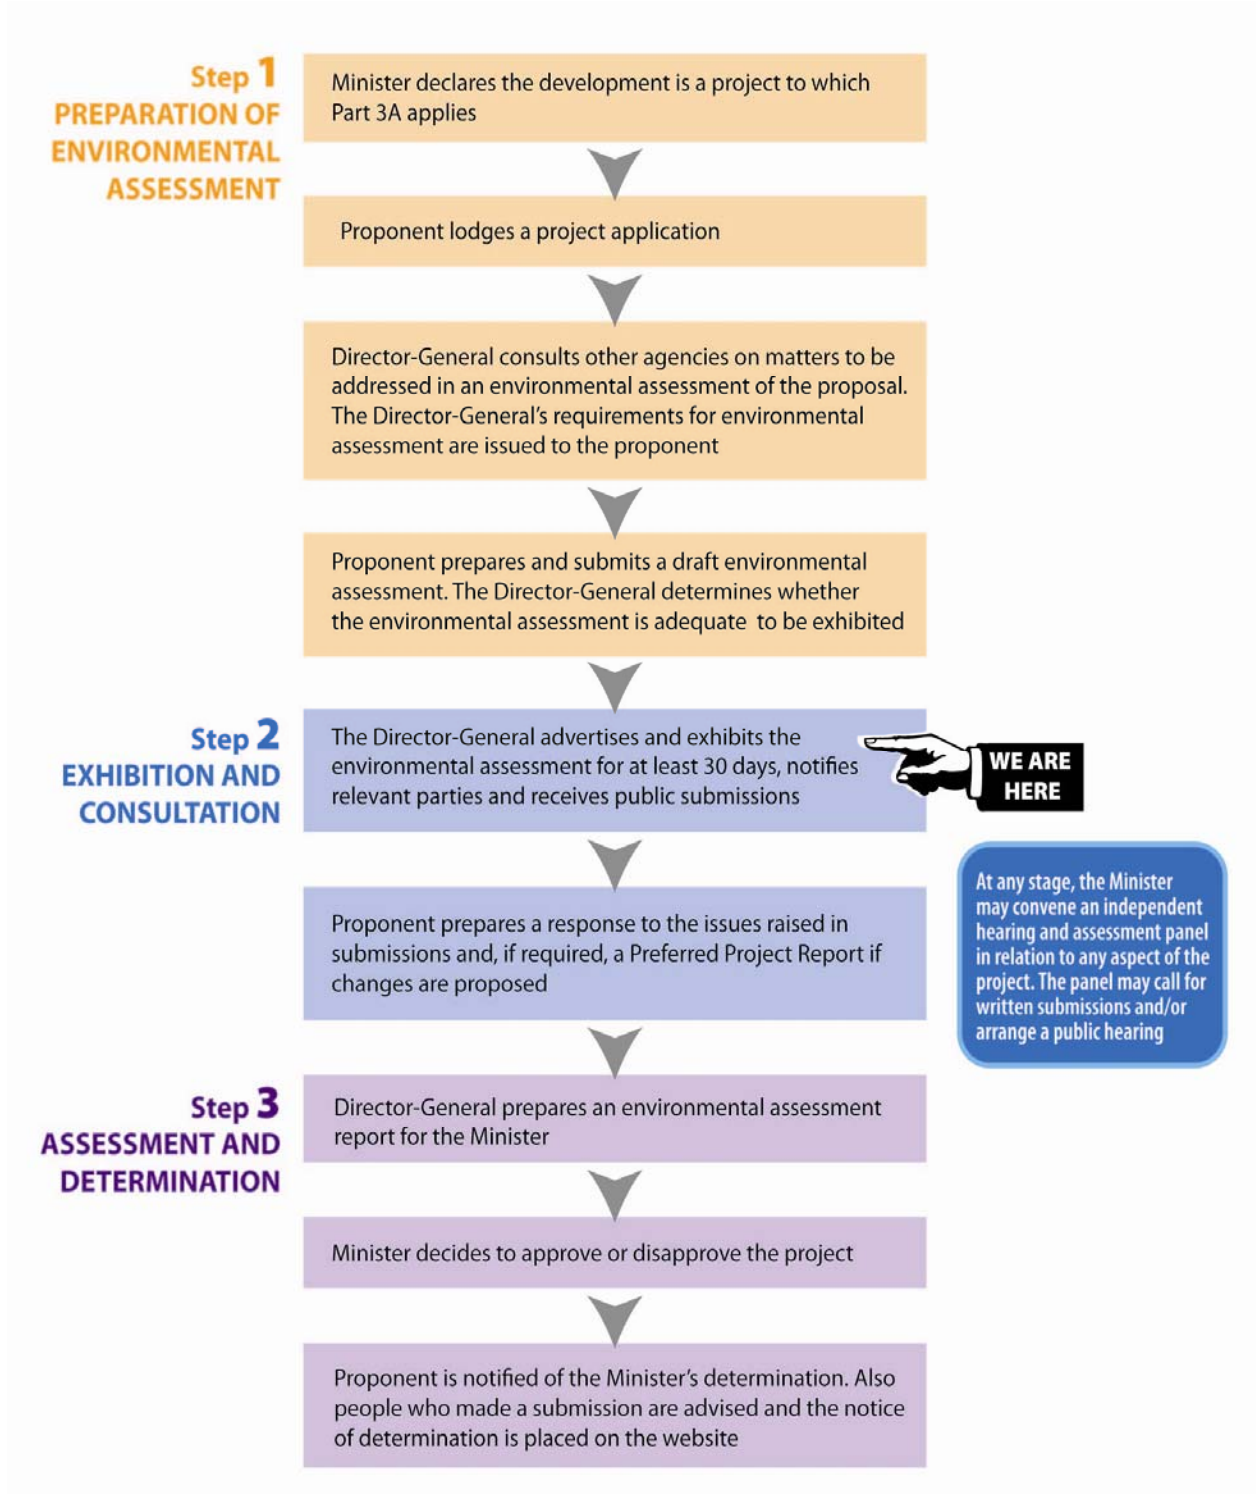 Step 1
PREPARATION OF
ENVIRONMENTAL
ASSESSMENT
Minister declares the development is a project to which
Part 3A applies
Proponent lodges a project application
Director-General consults other agencies on matters to be
addressed in an environmental assessment of the proposal.
The Director-General’s requirements for environmental
assessment are issued to the proponent
Proponent prepares and submits a draft environmental
assessment. The Director-General determines whether
the environmental assessment is adequate to be exhibited
Step 2
EXHIBITION AND
CONSULTATION
The Director-General advertises and exhibits the
environmental assessment for at least 30 days, notifies
relevant parties and receives public submissions
WE ARE
HERE
At any stage, the Minister
may convene an independent
hearing and assessment panel
in relation to any aspect of the
project. The panel may call for
written submissions and/or
arrange a public hearing
Proponent prepares a response to the issues raised in
submissions and, if required, a Preferred Project Report if
changes are proposed
Step 3
ASSESSMENT AND
DETERMINATION
Director-General prepares an environmental assessment
report for the Minister
Minister decides to approve or disapprove the project
Proponent is notified of the Minister’s determination. Also
people who made a submission are advised and the notice
of determination is placed on the website